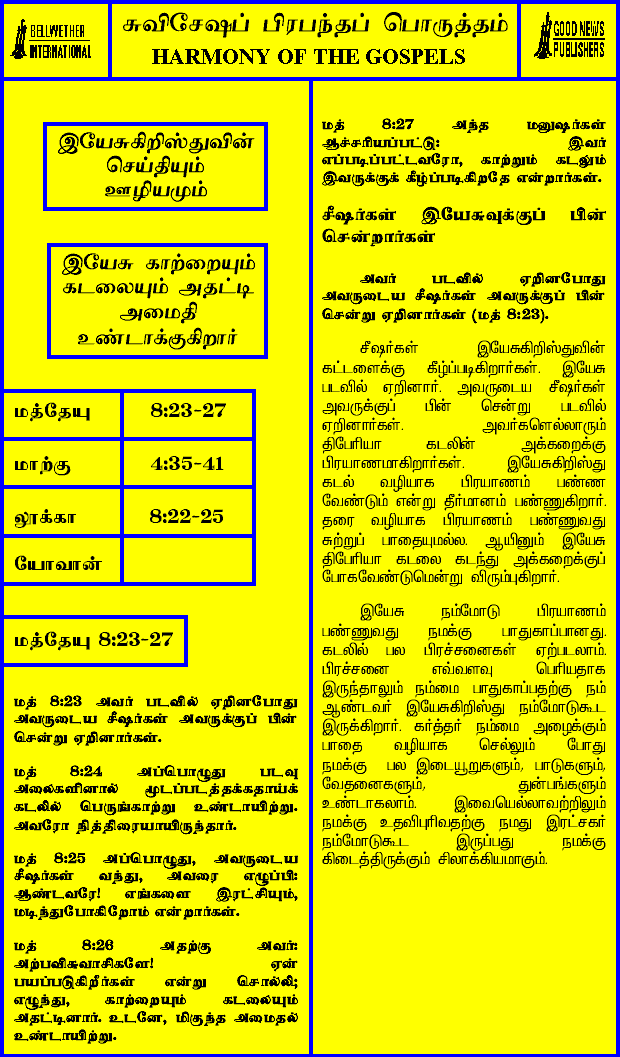 BELLWETHER
INTERNATIONAL
சுவிசேஷப் பிரபந்தப் பொருத்தம்
HARMONY OF THE GOSPELS
GOOD NEWS
PUBLISHERS
இயேசுகிறிஸ்துவின்
செய்தியும்
ஊழியமும்
இயேசு காற்றையும்
கடலையும் அதட்டி
அமைதி
உண்டாக்குகிறார்
மத்தேயு 8:23-27
மாற்கு 4:35-41
லூக்கா 8:22-25
யோவான்
மத்தேயு 8:23-27
மத் 8:23 அவர் படவில் ஏறினபோது
அவருடைய சீஷர்கள் அவருக்குப் பின்
சென்று ஏறினார்கள்.
மத் 8:24 அப்பொழுது படவு
அலைகளினால் மூடப்படத்தக்கதாய்க்
கடலில் பெருங்காற்று உண்டாயிற்று.
அவரோ நித்திரையாயிருந்தார்.
மத் 8:25 அப்பொழுது, அவருடைய
சீஷர்கள் வந்து, அவரை எழுப்பி:
ஆண்டவரே! எங்களை இரட்சியும்,
மடிந்துபோகிறோம் என்றார்கள்.
மத் 8:26 அதற்கு அவர்:
அற்பவிசுவாசிகளே! ஏன்
பயப்படுகிறீர்கள் என்று சொல்லி;
எழுந்து, காற்றையும் கடலையும்
அதட்டினார். உடனே, மிகுந்த அமைதல்
உண்டாயிற்று.
மத் 8:27 அந்த மனுஷர்கள்
ஆச்சரியப்பட்டு: இவர்
எப்படிப்பட்டவரோ, காற்றும் கடலும்
இவருக்குக் கீழ்ப்படிகிறதே என்றார்கள்.
சீஷர்கள் இயேசுவுக்குப் பின்
சென்றார்கள்
அவர் படவில் ஏறினபோது
அவருடைய சீஷர்கள் அவருக்குப் பின்
சென்று ஏறினார்கள் (மத் 8:23).
சீஷர்கள் இயேசுகிறிஸ்துவின்
கட்டளைக்கு கீழ்ப்படிகிறார்கள். இயேசு
படவில் ஏறினார். அவருடைய சீஷர்கள்
அவருக்குப் பின் சென்று படவில்
ஏறினார்கள். அவர்களெல்லாரும்
திபேரியா கடலின் அக்கறைக்கு
பிரயாணமாகிறார்கள். இயேசுகிறிஸ்து
கடல் வழியாக பிரயாணம் பண்ண
வேண்டும் என்று தீர்மானம் பண்ணுகிறார்.
தரை வழியாக பிரயாணம் பண்ணுவது
சுற்றுப் பாதையுமல்ல. ஆயினும் இயேசு
திபேரியா கடலை கடந்து அக்கறைக்குப்
போகவேண்டுமென்று விரும்புகிறார்.
இயேசு நம்மோடு பிரயாணம்
பண்ணுவது நமக்கு பாதுகாப்பானது.
கடலில் பல பிரச்சனைகள் ஏற்படலாம்.
பிரச்சனை எவ்வளவு பெரியதாக
இருந்தாலும் நம்மை பாதுகாப்பதற்கு நம்
ஆண்டவர் இயேசுகிறிஸ்து நம்மோடுகூட
இருக்கிறார். கர்த்தர் நம்மை அழைக்கும்
பாதை வழியாக செல்லும் போது
நமக்கு பல இடையூறுகளும், பாடுகளும்,
வேதனைகளும், துன்பங்களும்
உண்டாகலாம். இவையெல்லாவற்றிலும்
நமக்கு உதவிபுரிவதற்கு நமது இரட்சகர்
நம்மோடுகூட இருப்பது நமக்கு
கிடைத்திருக்கும் சிலாக்கியமாகும்.